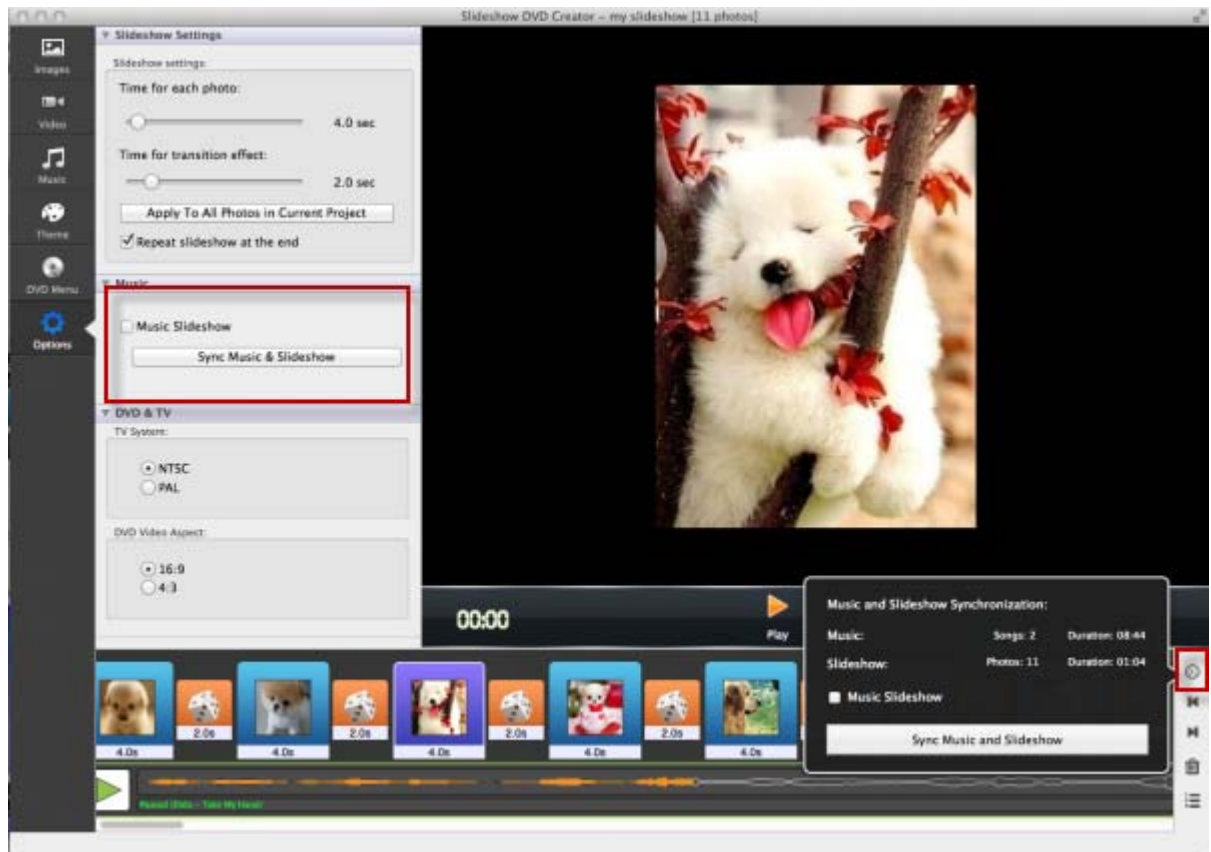 Slideshow DVD Creator – my slideshow [11 photos]
Images
Video
Music
Theme
DVD Menu
Options
Slideshow Settings
Slideshow settings:
Time for each photo:
4.0 sec
Time for transition effect:
2.0 sec
Apply To All Photos in Current Project
Repeat slideshow at the end
Music
Music Slideshow
Sync Music & Slideshow
DVD & TV
TV System:
NTSC
PAL
DVD Video Aspect:
16:9
4:3
00:00
Play
Music and Slideshow Synchronization:
Music: Songs: 2 Duration: 08:44
Slideshow: Photos: 11 Duration: 01:04
Music Slideshow
Sync Music and Slideshow
2.0s 2.0s 2.0s 2.0s
4.0s 4.0s 4.0s 4.0s 4.0s
Take My Hand